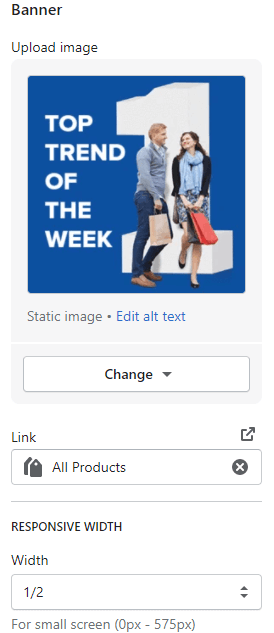 Banner
Upload image
TOP
TREND
OF
THE
WEEK
Static image • Edit alt text
Change
Link
All Products
RESPONSIVE WIDTH
Width
1/2
For small screen (0px - 575px)